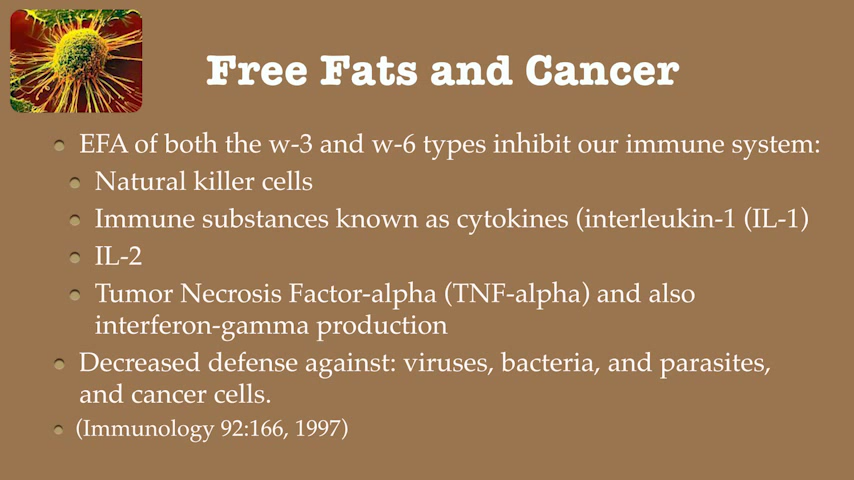 Free Fats and Cancer
EFA of both the w-3 and w-6 types inhibit our immune system:
Natural killer cells
Immune substances known as cytokines (interleukin-1 (IL-1)
IL-2
Tumor Necrosis Factor-alpha (TNF-alpha) and also
interferon-gamma production
Decreased defense against: viruses, bacteria, and parasites,
and cancer cells.
(Immunology 92:166, 1997)